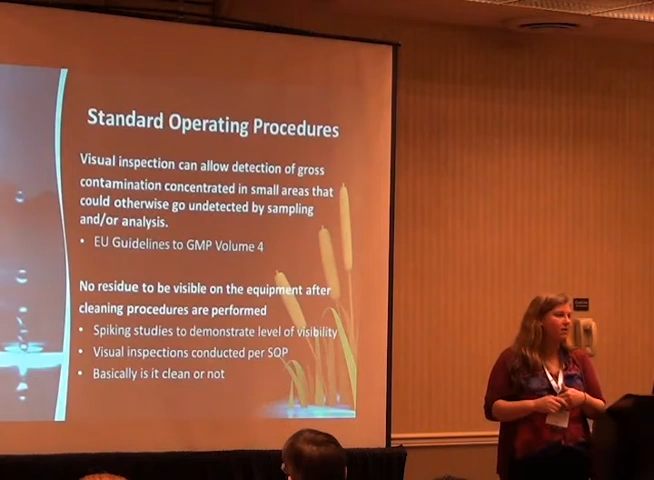 Standard Operating Procedures
Visual inspection can allow detection of gross
contamination concentrated in small areas that
could otherwise go undetected by sampling
and/or analysis.
• EU Guidelines to GMP Volume 4
No residue to be visible on the equipment after
cleaning procedures are performed
• Spiking studies to demonstrate level of visibility
• Visual inspections conducted per SOP
• Basically is it clean or not